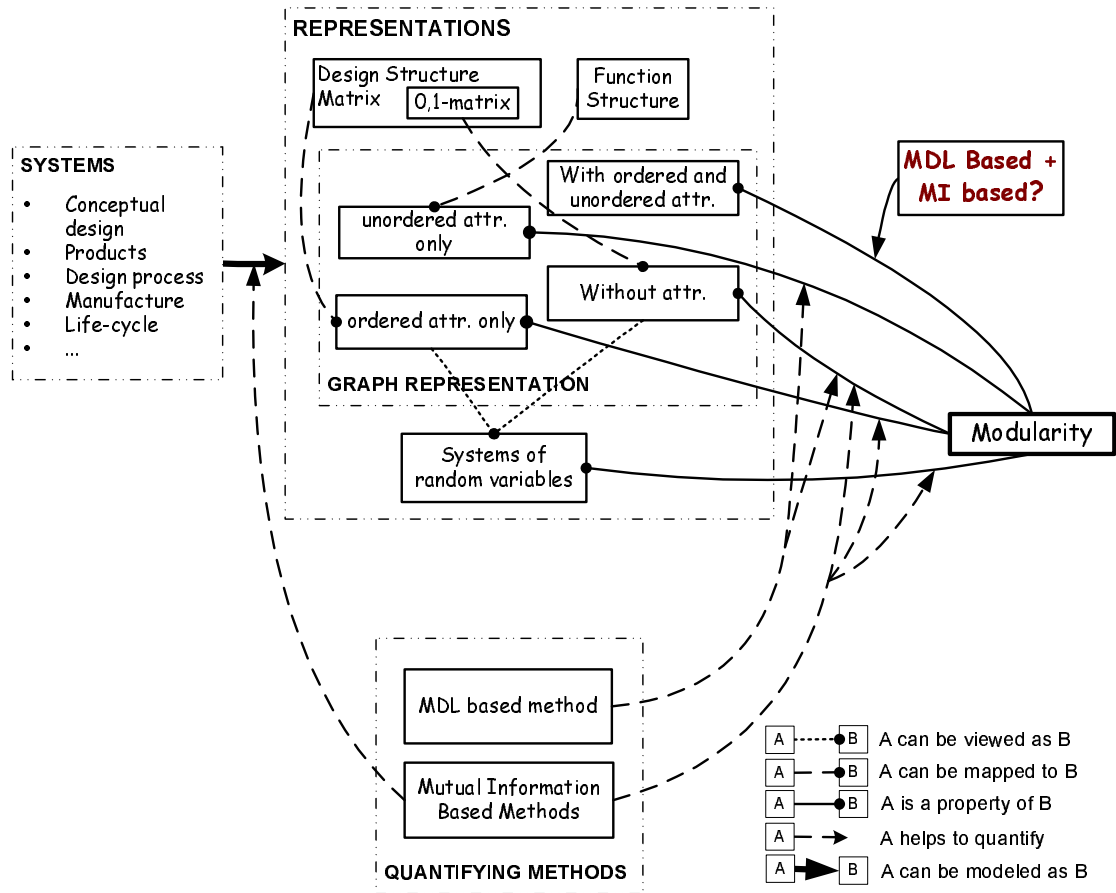 REPRESENTATIONS
Design Structure
Matrix
0,1-matrix
Function
Structure
SYSTEMS
• Conceptual
design
• Products
• Design process
• Manufacture
• Life-cycle
• ...
With ordered and
unordered attr.
unordered attr.
only
Without attr.
ordered attr. only
GRAPH REPRESENTATION
Systems of
random variables
MDL Based +
MI based?
Modularity
MDL based method
Mutual Information
Based Methods
QUANTIFYING METHODS
A B A can be viewed as B
A B A can be mapped to B
A B A is a property of B
A A helps to quantify
A B A can be modeled as B